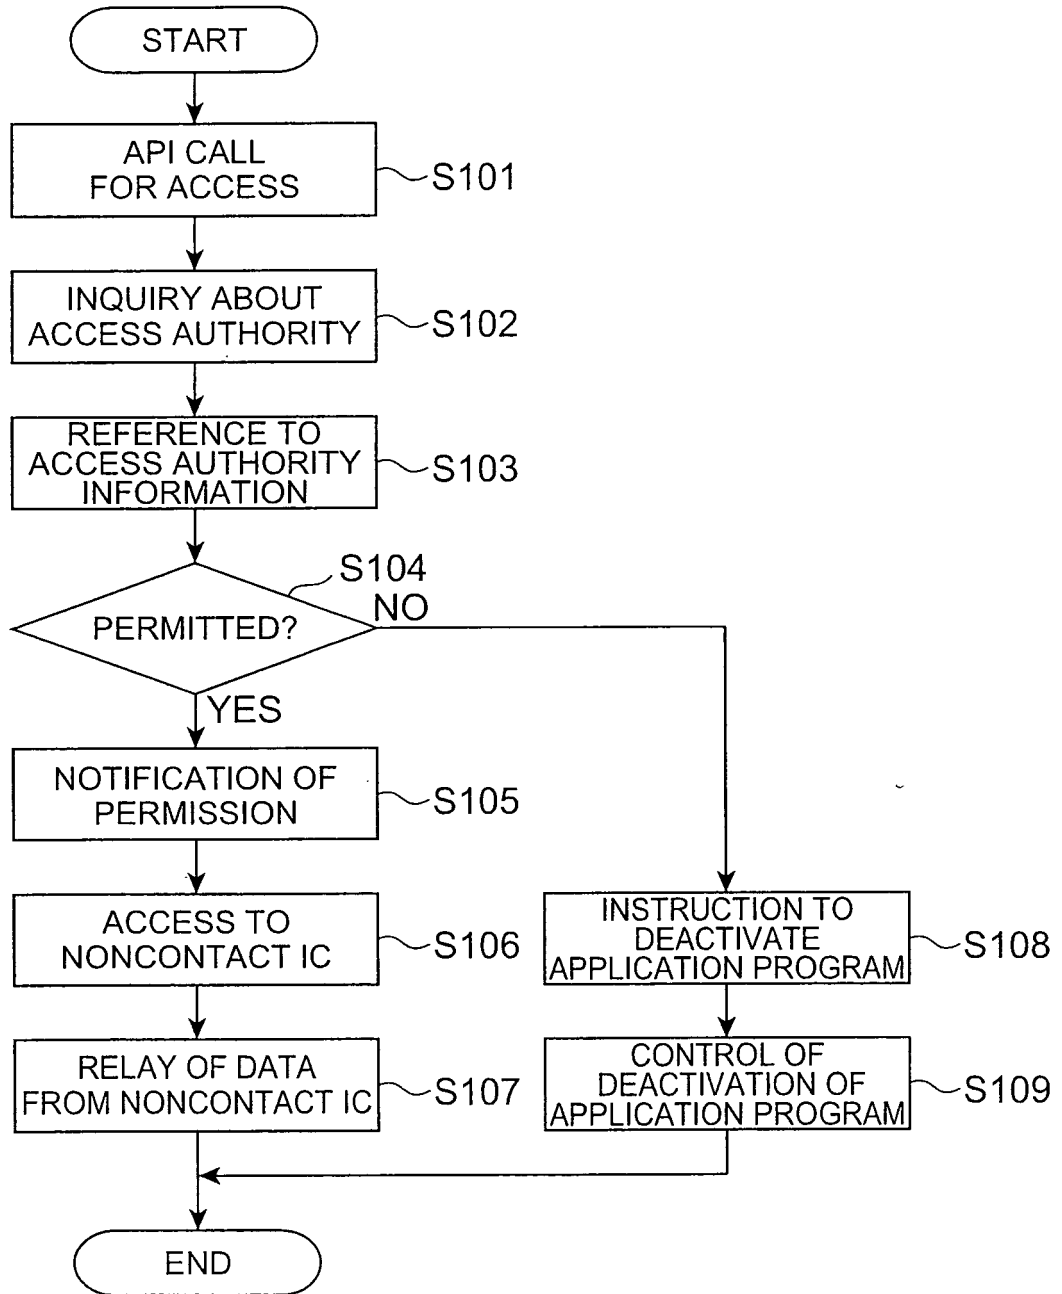 START
API CALL
FOR ACCESS
S101
INQUIRY ABOUT
ACCESS AUTHORITY
S102
REFERENCE TO
ACCESS AUTHORITY
INFORMATION
S103
S104
PERMITTED?
NO
YES
NOTIFICATION OF
PERMISSION
S105
ACCESS TO
NONCONTACT IC
S106
INSTRUCTION TO
DEACTIVATE
APPLICATION PROGRAM
S108
RELAY OF DATA
FROM NONCONTACT IC
S107
CONTROL OF
DEACTIVATION OF
APPLICATION PROGRAM
S109
END